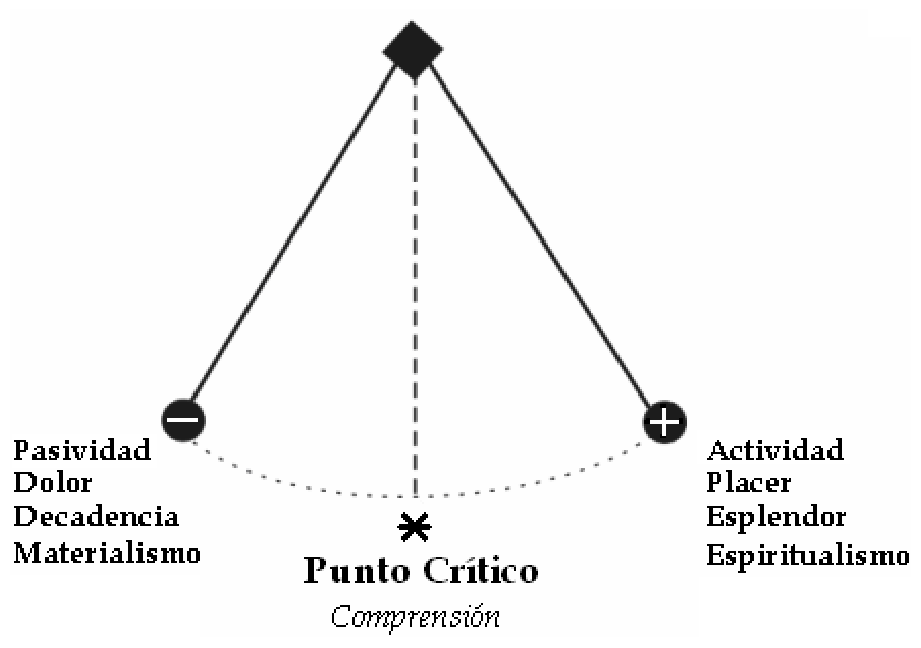 Pasividad
Dolor
Decadencia
Materialismo
Actividad
Placer
Esplendor
Espiritualismo
Punto Crítico
Comprensión